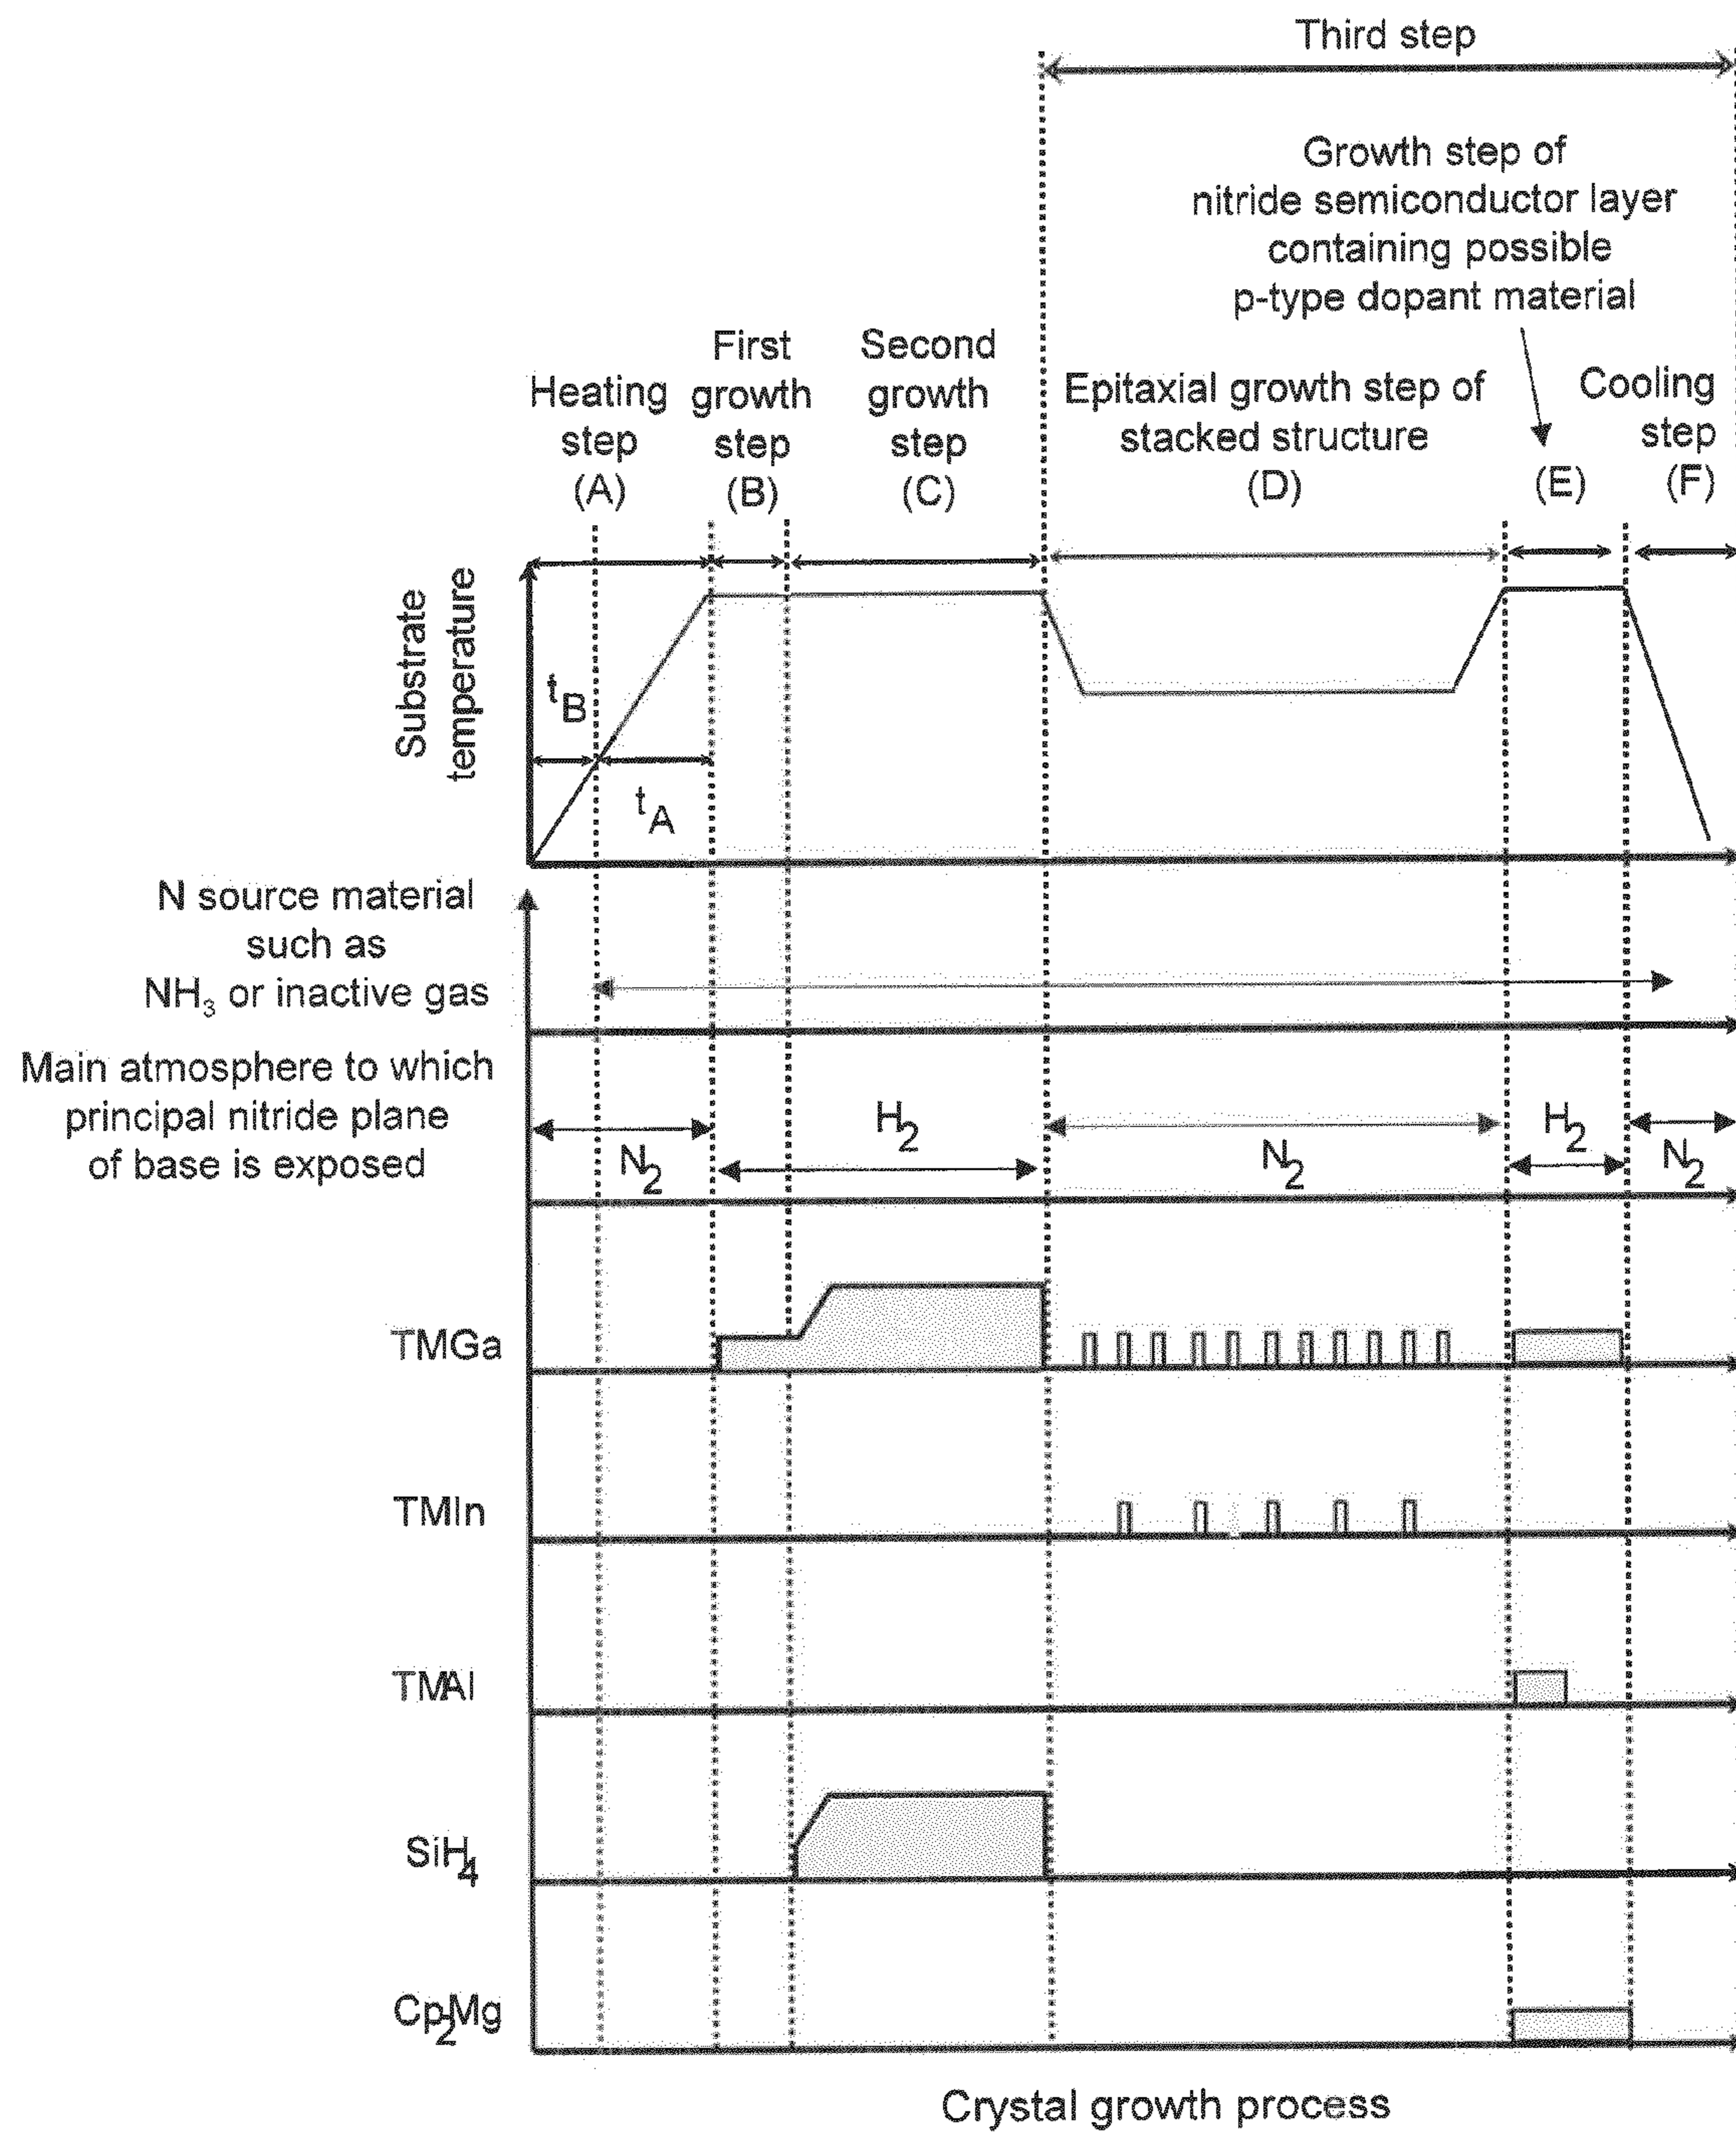 Third step
Growth step of
nitride semiconductor layer
containing possible
p-type dopant material
Heating
step
(A)
First
growth
step
(B)
Second
growth
step
(C)
Epitaxial growth step of
stacked structure
(D)
(E)
Cooling
step
(F)
Substrate
temperature
tB
tA
N source material
such as
NH3 or inactive gas
Main atmosphere to which
principal nitride plane
of base is exposed
N2
H2
N2
H2
N2
TMGa
TMIn
TMAl
SiH4
Cp2Mg
Crystal growth process